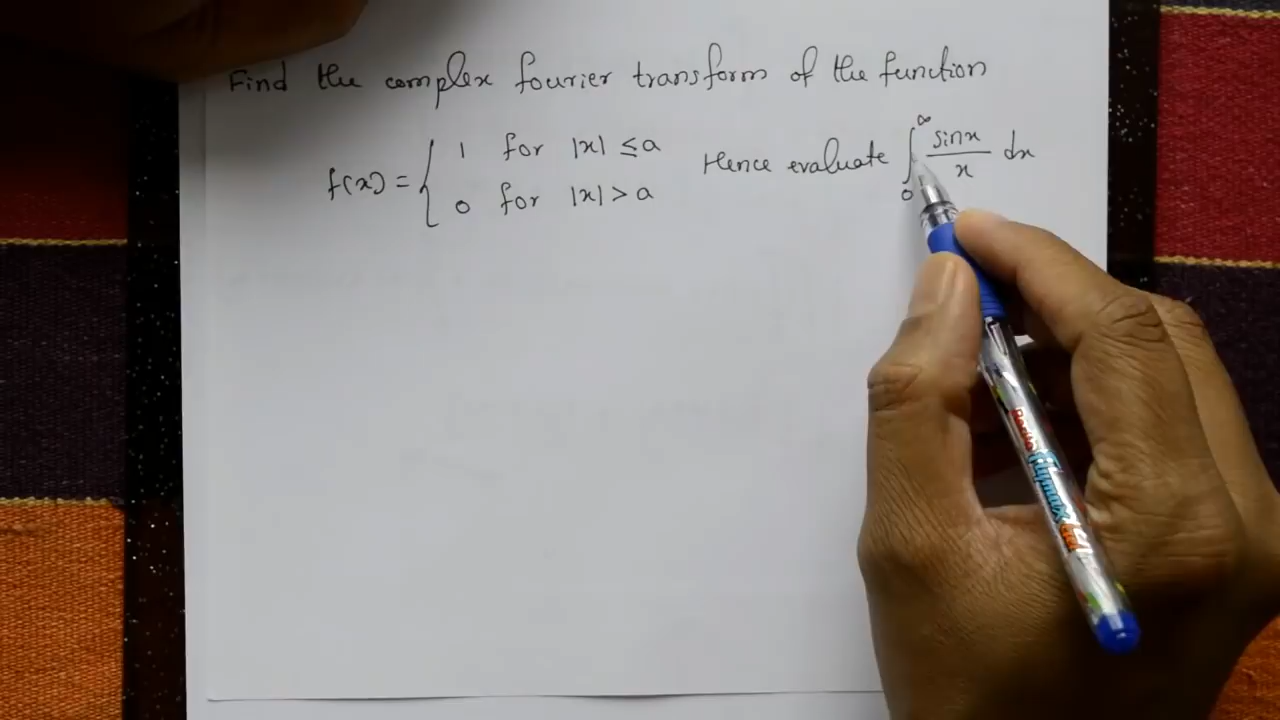 Find the complex fourier transform of the function
f(x) = { 1 for |x| ≤ a
0 for |x| > a
Hence evaluate ∫₀^∞ sinx/x dx